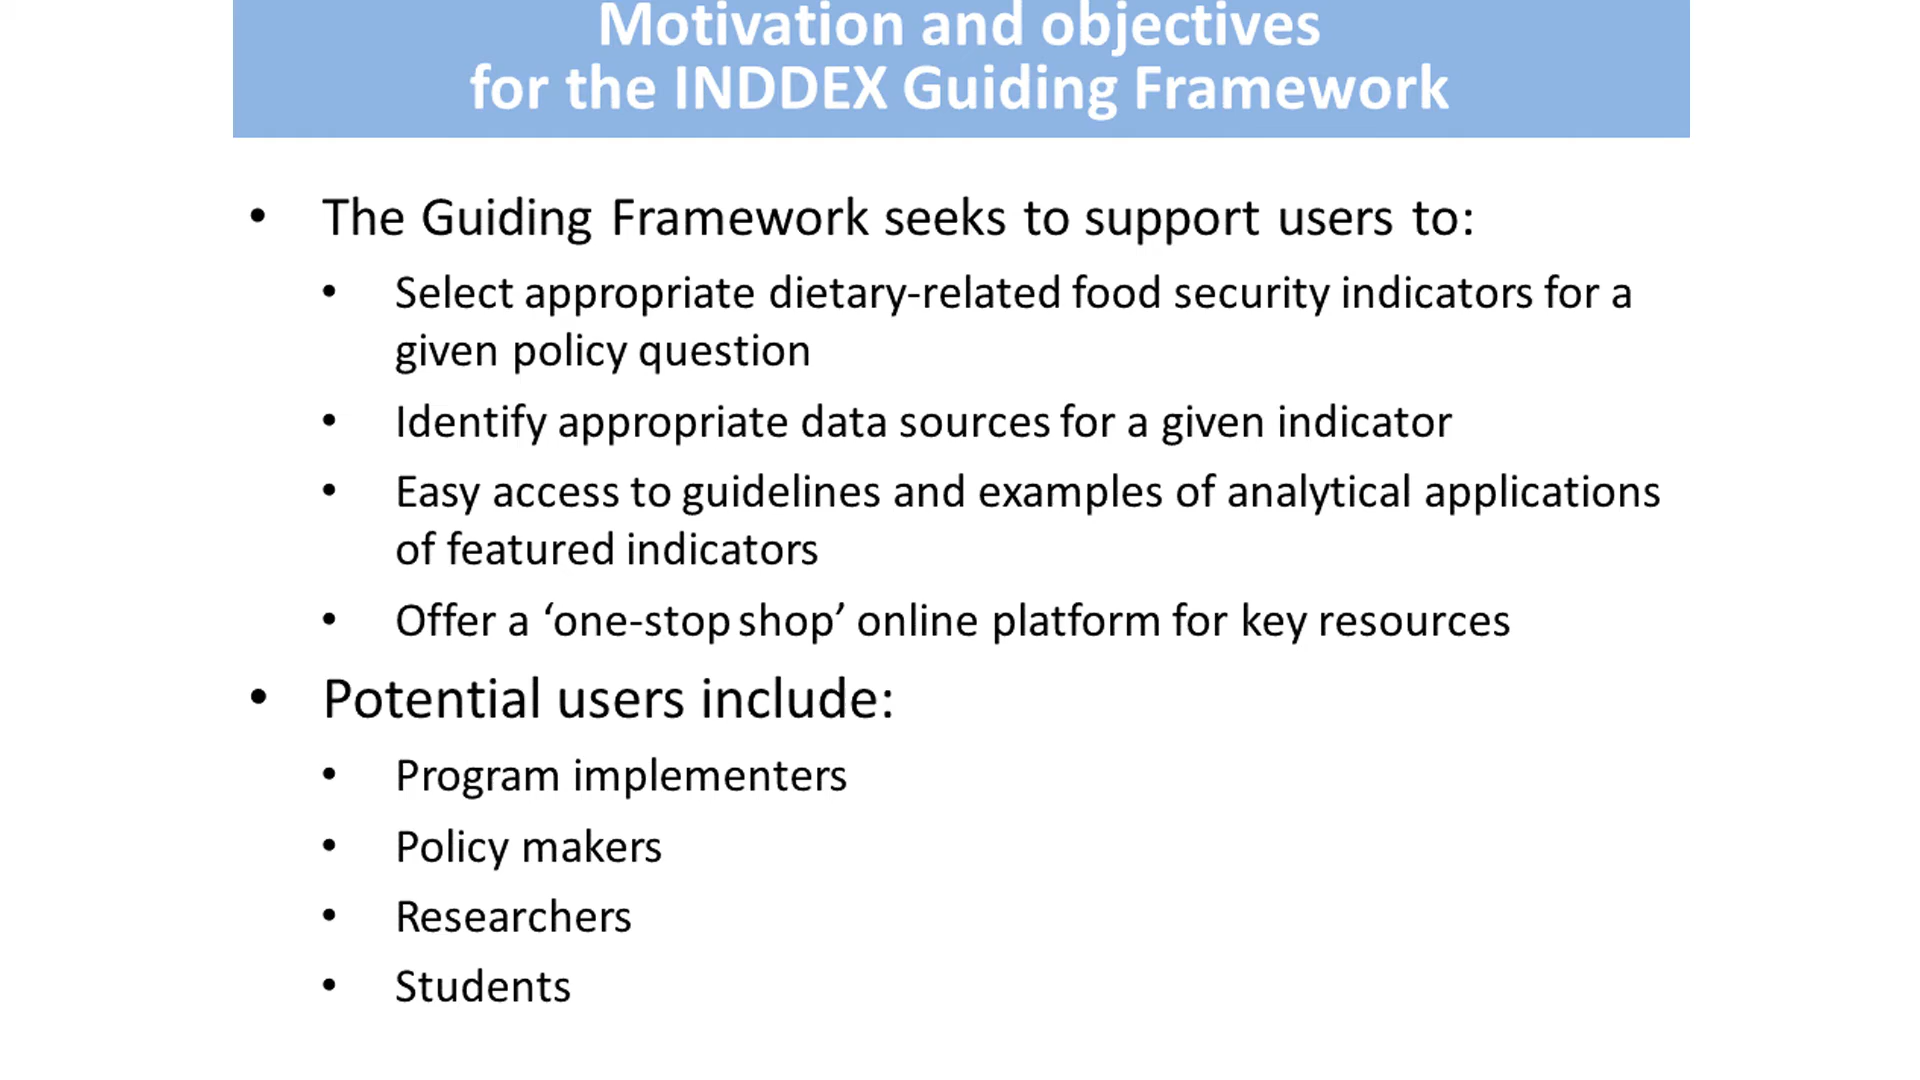 Motivation and objectives
for the INDDEX Guiding Framework
• The Guiding Framework seeks to support users to:
• Select appropriate dietary-related food security indicators for a
given policy question
• Identify appropriate data sources for a given indicator
• Easy access to guidelines and examples of analytical applications
of featured indicators
• Offer a ‘one-stop shop’ online platform for key resources
• Potential users include:
• Program implementers
• Policy makers
• Researchers
• Students